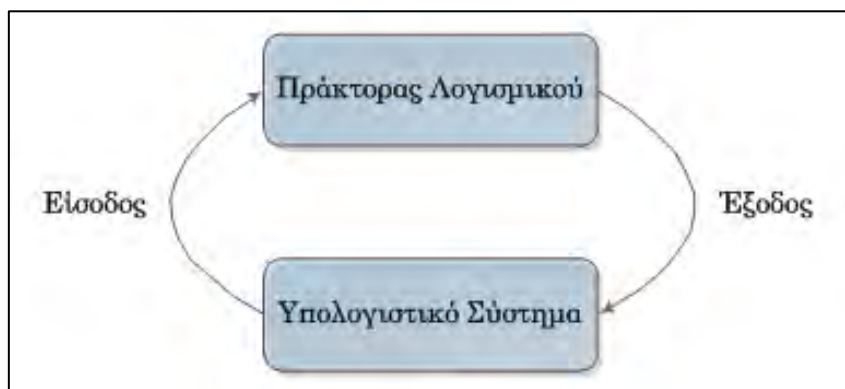 Πράκτορας Λογισμικού
Είσοδος
Έξοδος
Υπολογιστικό Σύστημα